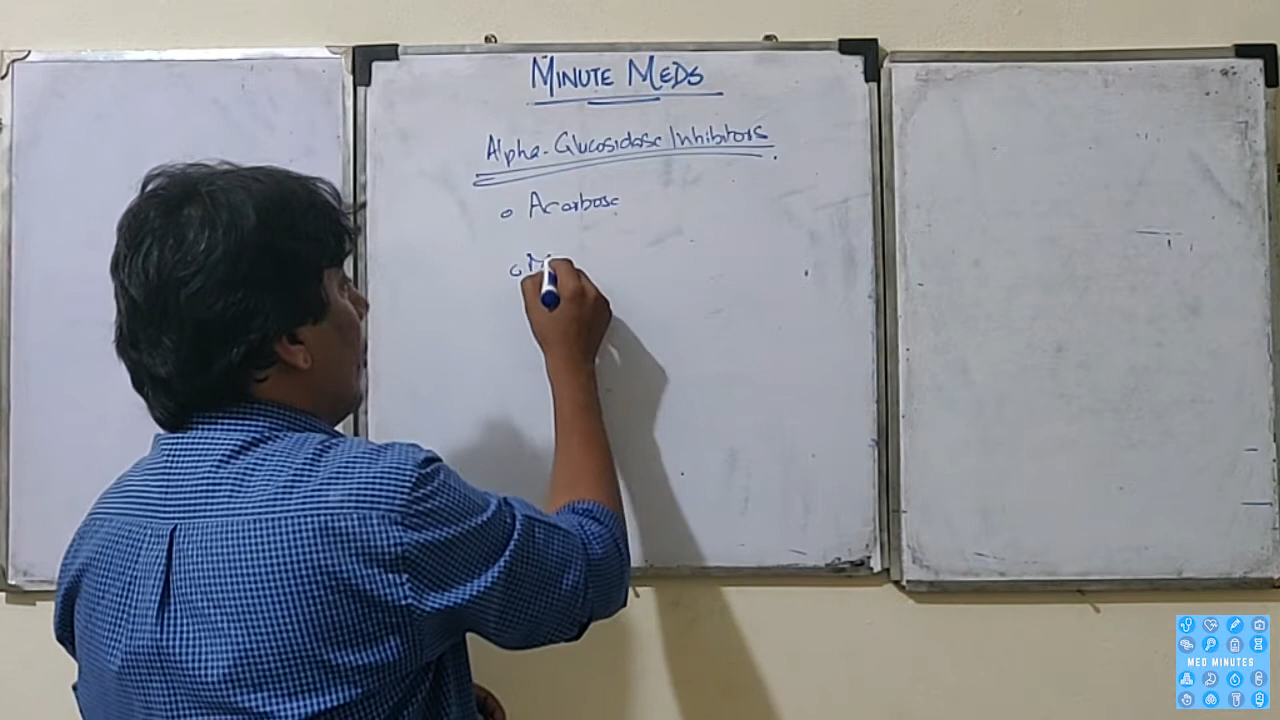 MINUTE MEDS
Alpha-Glucosidase Inhibitors
Acarbose
M
MED MINUTES